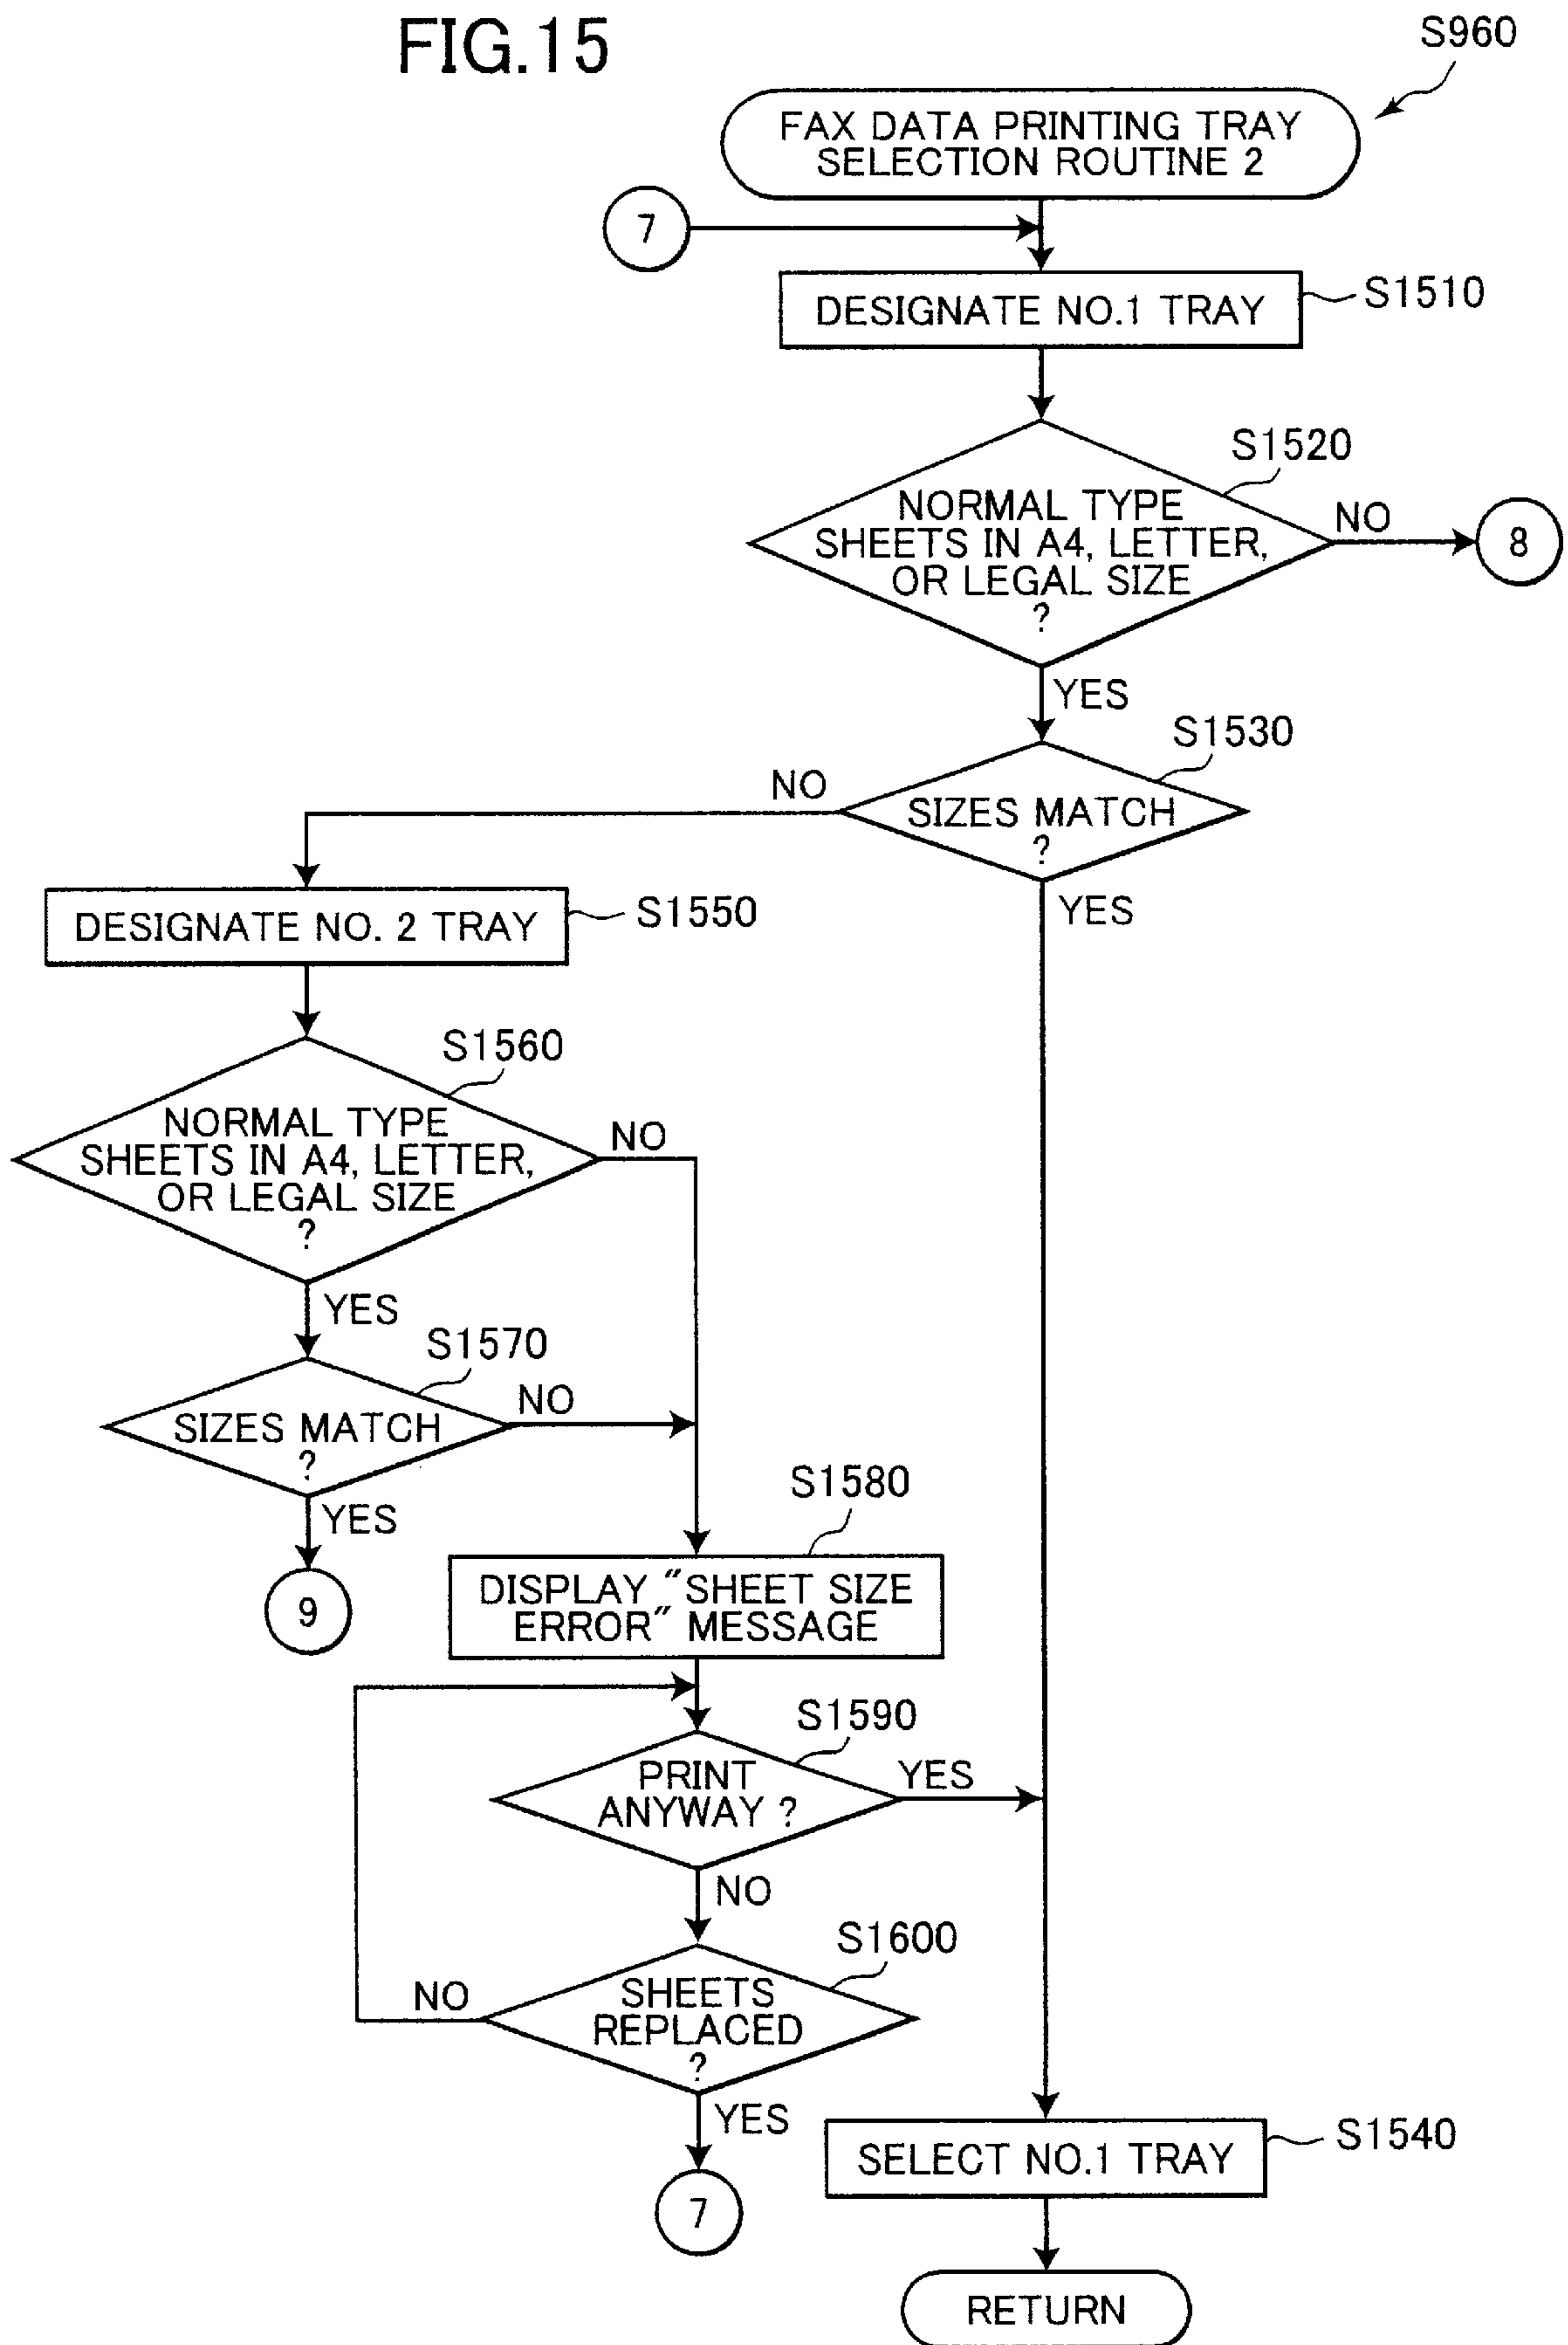 FIG.15
S960
FAX DATA PRINTING TRAY
SELECTION ROUTINE 2
7
DESIGNATE NO.1 TRAY
S1510
S1520
NORMAL TYPE
SHEETS IN A4, LETTER,
OR LEGAL SIZE
?
NO
8
YES
S1530
NO
SIZES MATCH
?
YES
DESIGNATE NO. 2 TRAY
S1550
S1560
NORMAL TYPE
SHEETS IN A4, LETTER,
OR LEGAL SIZE
?
NO
YES
S1570
SIZES MATCH
?
NO
YES
9
S1580
DISPLAY "SHEET SIZE
ERROR" MESSAGE
S1590
PRINT
ANYWAY ?
YES
NO
S1600
SHEETS
REPLACED
?
NO
YES
7
SELECT NO.1 TRAY
S1540
RETURN